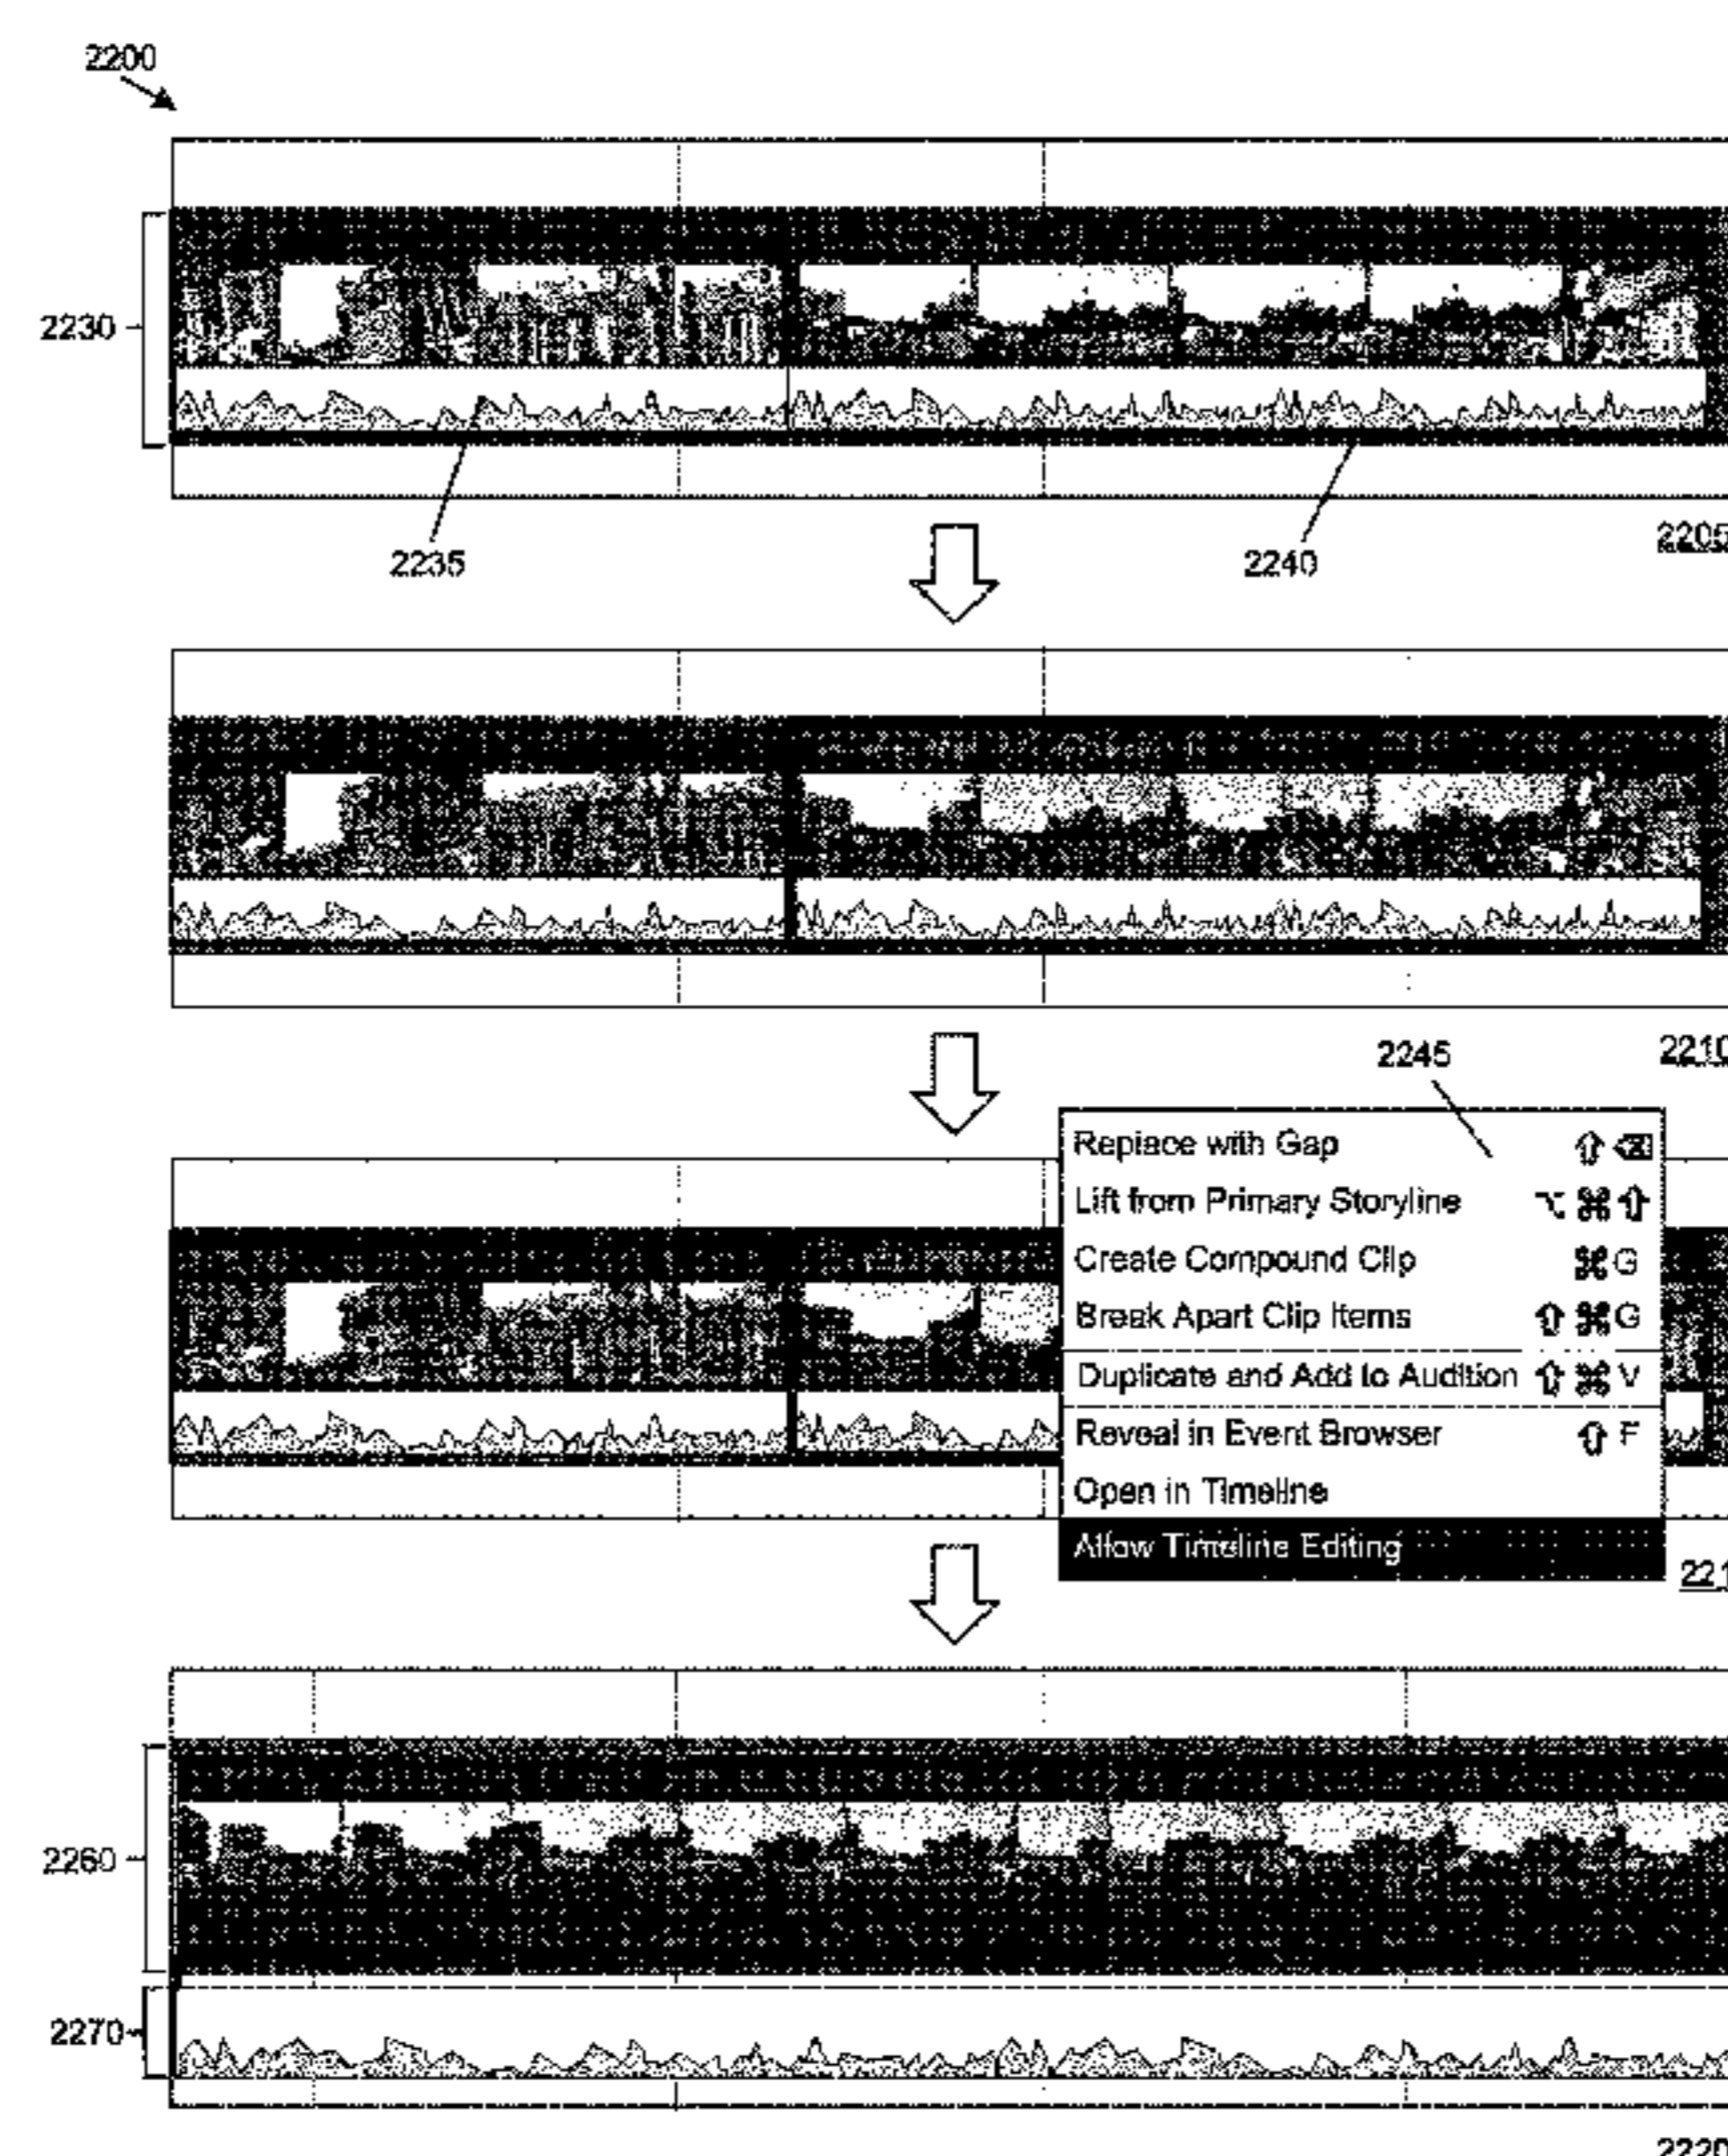 2200
2230
2235
2240
2205
2245
2210
Replace with Gap ⇧ ⌫
Lift from Primary Storyline ⌥ ⌘ ⇧
Create Compound Clip ⌘G
Break Apart Clip Items ⇧ ⌘G
Duplicate and Add to Audition ⇧ ⌘ V
Reveal in Event Browser ⇧ F
Open in Timeline
Allow Timeline Editing
221
2260
2270
2220